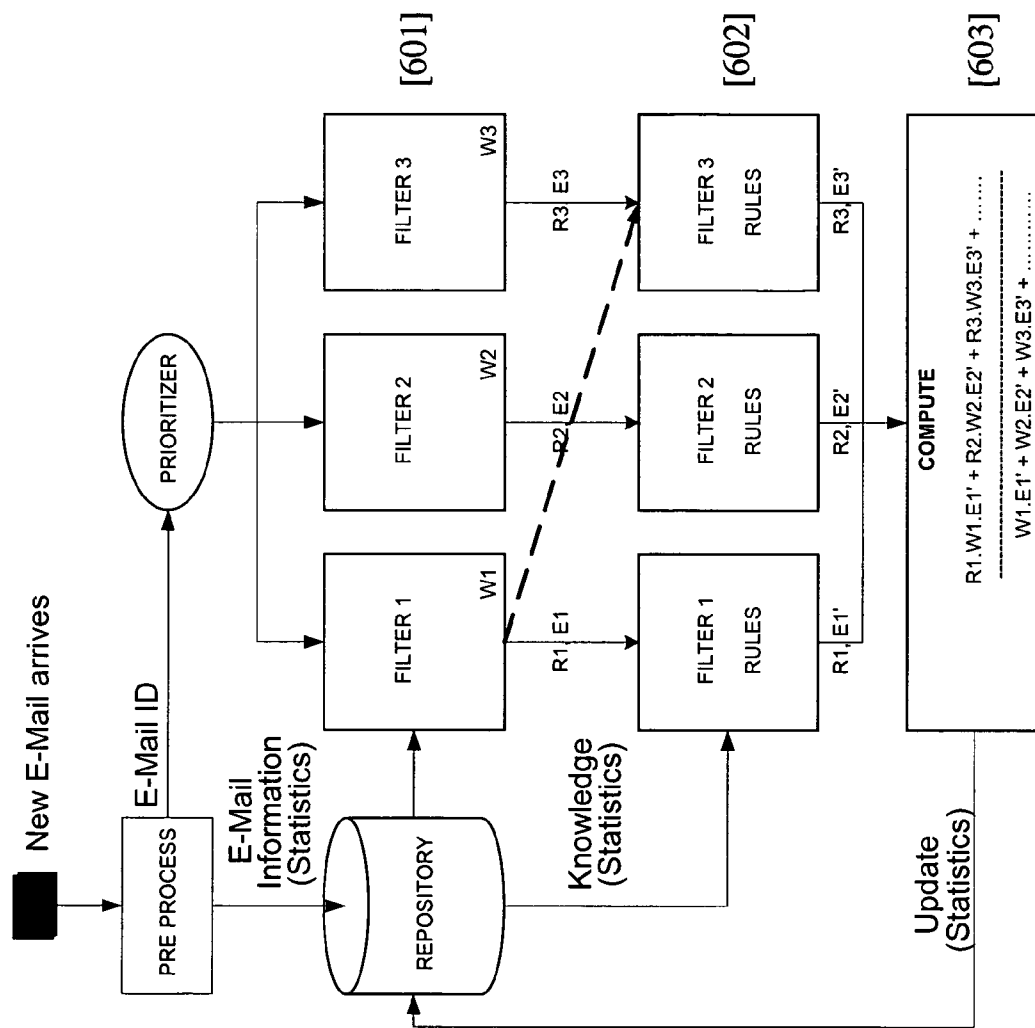 New E-Mail arrives
PRE PROCESS
E-Mail ID
PRIORITIZER
E-Mail
Information
(Statistics)
REPOSITORY
FILTER 1
W1
FILTER 2
W2
FILTER 3
W3
[601]
R1, E1
R2, E2
R3, E3
Knowledge
(Statistics)
FILTER 1
RULES
FILTER 2
RULES
FILTER 3
RULES
[602]
R1, E1'
R2, E2'
R3, E3'
Update
(Statistics)
COMPUTE
R1.W1.E1' + R2.W2.E2' + R3.W3.E3' + .......
W1.E1' + W2.E2' + W3.E3' + ...........
[603]